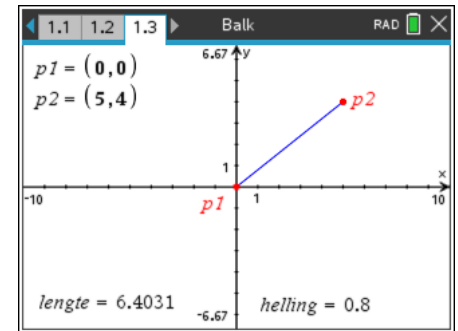 1.1 1.2 1.3 Balk RAD
p1 = (0,0)
p2 = (5,4)
6.67 y
p2
1
x
-10 p1 1 10
lengte = 6.4031
-6.67
helling = 0.8